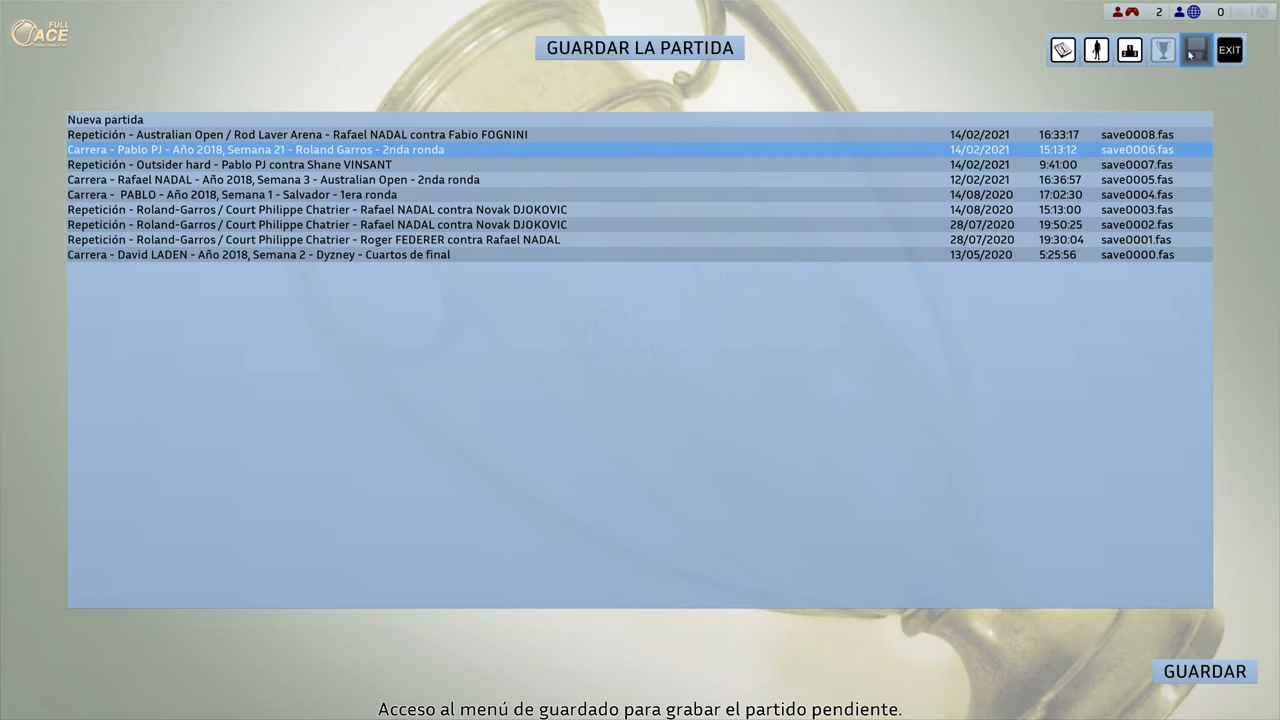 FULL
ACE
2 0
GUARDAR LA PARTIDA
EXIT
Nueva partida
Repetición - Australian Open / Rod Laver Arena - Rafael NADAL contra Fabio FOGNINI 14/02/2021 16:33:17 save0008.fas
Carrera - Pablo PJ - Año 2018, Semana 21 - Roland Garros - 2nda ronda 14/02/2021 15:13:12 save0006.fas
Repetición - Outsider hard - Pablo PJ contra Shane VINSANT 14/02/2021 9:41:00 save0007.fas
Carrera - Rafael NADAL - Año 2018, Semana 3 - Australian Open - 2nda ronda 12/02/2021 16:36:57 save0005.fas
Carrera - PABLO - Año 2018, Semana 1 - Salvador - 1era ronda 14/08/2020 17:02:30 save0004.fas
Repetición - Roland-Garros / Court Philippe Chatrier - Rafael NADAL contra Novak DJOKOVIC 14/08/2020 15:13:00 save0003.fas
Repetición - Roland-Garros / Court Philippe Chatrier - Rafael NADAL contra Novak DJOKOVIC 28/07/2020 19:50:25 save0002.fas
Repetición - Roland-Garros / Court Philippe Chatrier - Roger FEDERER contra Rafael NADAL 28/07/2020 19:30:04 save0001.fas
Carrera - David LADEN - Año 2018, Semana 2 - Dyzney - Cuartos de final 13/05/2020 5:25:56 save0000.fas
GUARDAR
Acceso al menú de guardado para grabar el partido pendiente.